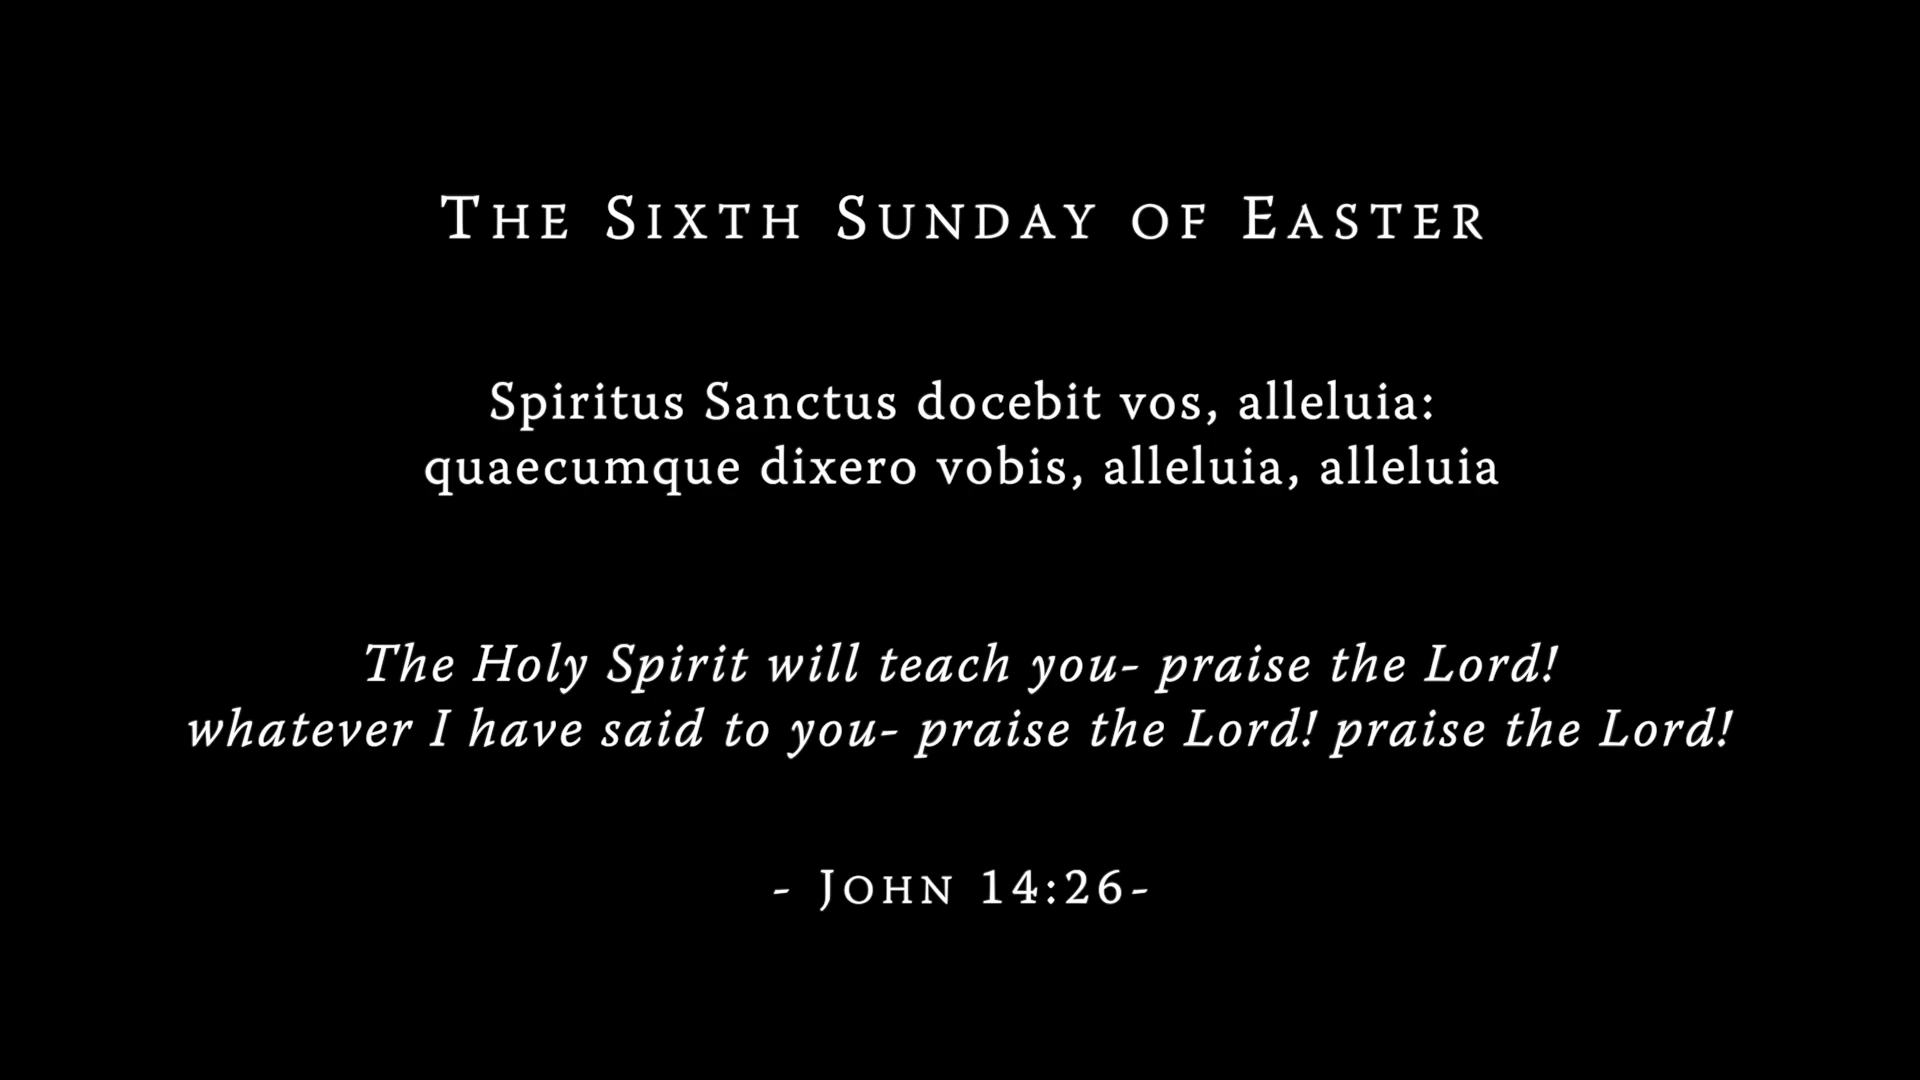 The Sixth Sunday of Easter
Spiritus Sanctus docebit vos, alleluia:
quaecumque dixero vobis, alleluia, alleluia
The Holy Spirit will teach you- praise the Lord!
whatever I have said to you- praise the Lord! praise the Lord!
- John 14:26-